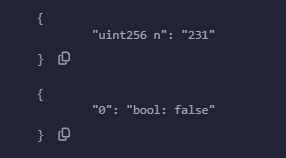 {
"uint256 n": "231"
}
{
"0": "bool: false"
}